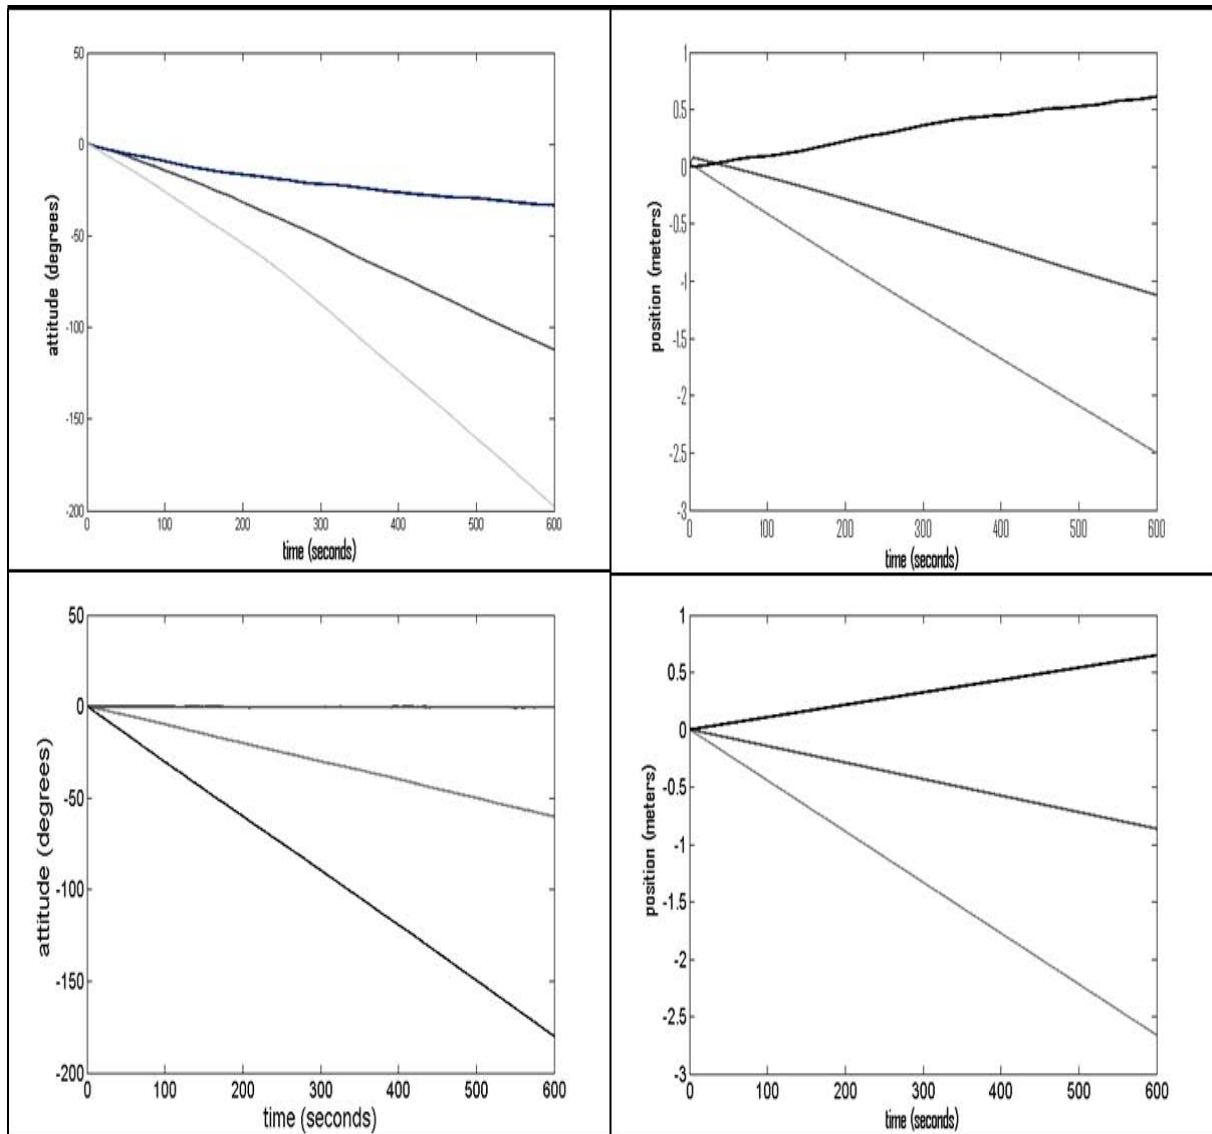 50
0
-50
-100
-150
-200
0 100 200 300 400 500 600
attitude (degrees)
time (seconds)
1
0.5
0
-0.5
-1
-1.5
-2
-2.5
-3
0 100 200 300 400 500 600
position (meters)
time (seconds)
50
0
-50
-100
-150
-200
0 100 200 300 400 500 600
attitude (degrees)
time (seconds)
1
0.5
0
-0.5
-1
-1.5
-2
-2.5
-3
0 100 200 300 400 500 600
position (meters)
time (seconds)